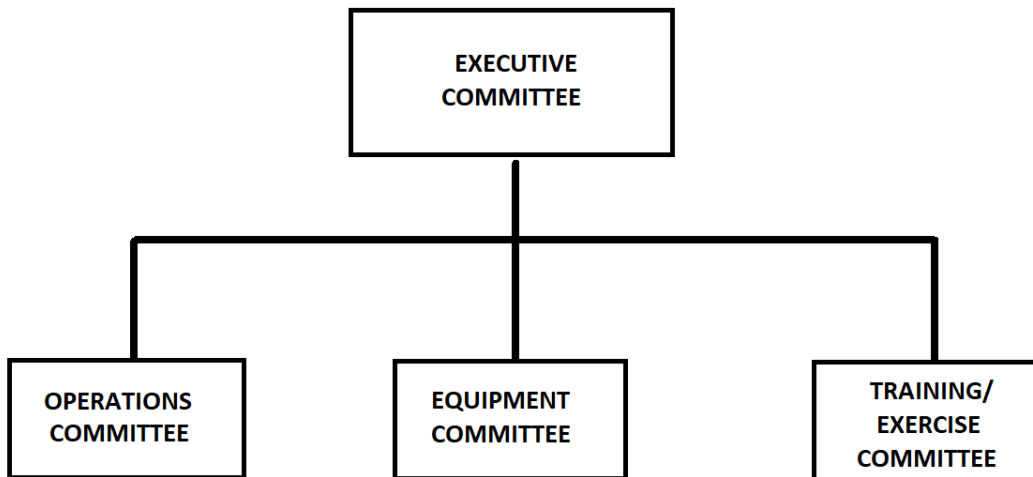 EXECUTIVE
COMMITTEE
OPERATIONS
COMMITTEE
EQUIPMENT
COMMITTEE
TRAINING/
EXERCISE
COMMITTEE